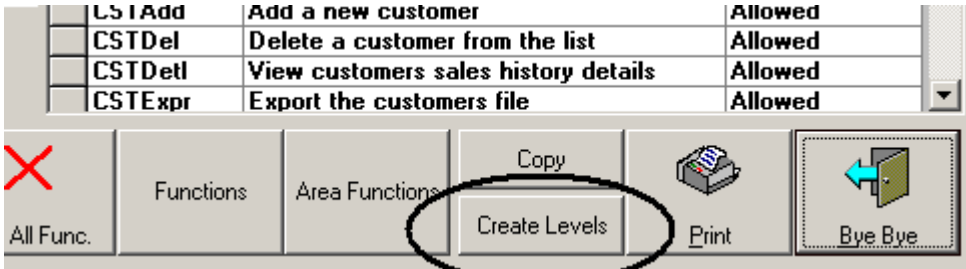 CSTAdd Add a new customer Allowed
CSTDel Delete a customer from the list Allowed
CSTDetl View customers sales history details Allowed
CSTExpr Export the customers file Allowed
Copy
Functions Area Functions
Create Levels
All Func. Print Bye Bye